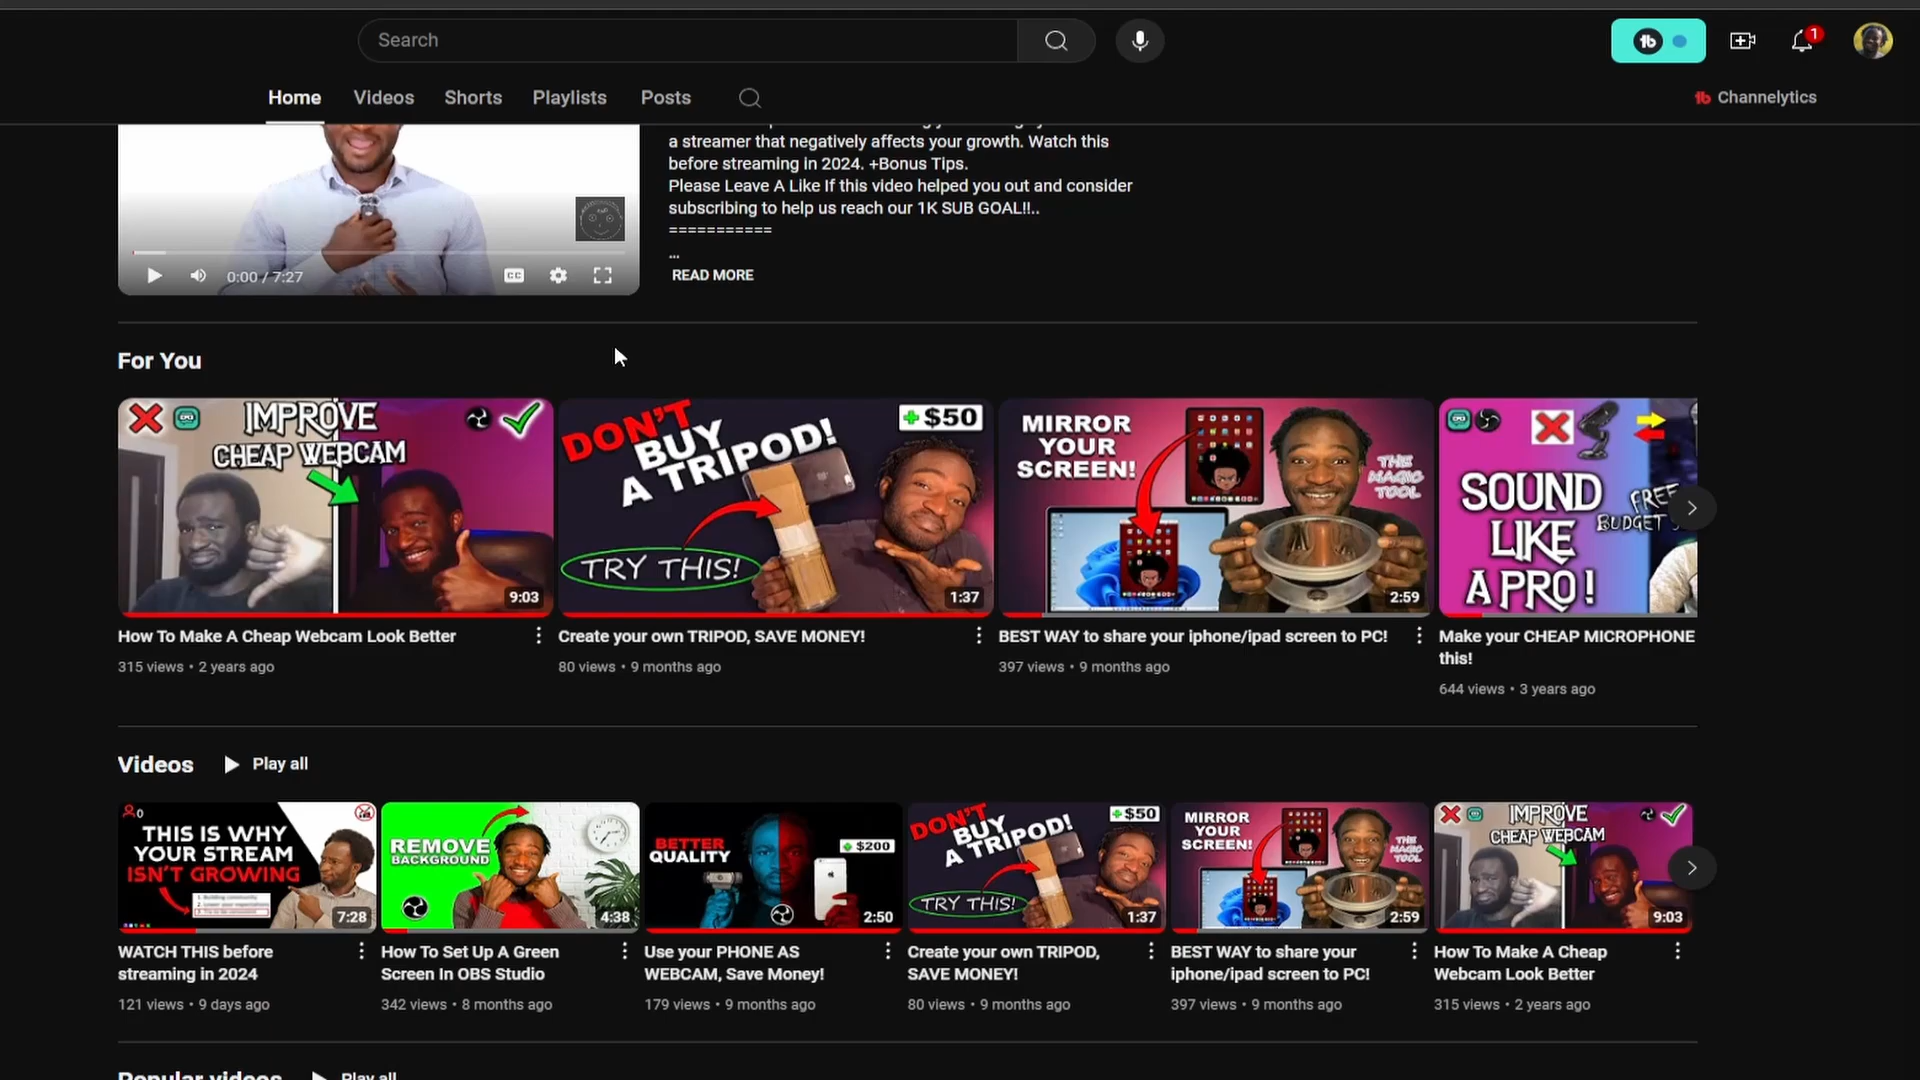 Search
1
Home Videos Shorts Playlists Posts
Channelytics
a streamer that negatively affects your growth. Watch this
before streaming in 2024. +Bonus Tips.
Please Leave A Like If this video helped you out and consider
subscribing to help us reach our 1K SUB GOAL!!..
===========
...
READ MORE
0:00 / 7:27
CC
For You
IMPROVE
CHEAP WEBCAM
9:03
DON'T
BUY
A TRIPOD!
+ $50
TRY THIS!
1:37
MIRROR
YOUR
SCREEN!
THE
MAGIC
TOOL
2:59
SOUND
LIKE
A PRO!
FREE
BUDGET
How To Make A Cheap Webcam Look Better
315 views • 2 years ago
Create your own TRIPOD, SAVE MONEY!
80 views • 9 months ago
BEST WAY to share your iphone/ipad screen to PC!
397 views • 9 months ago
Make your CHEAP MICROPHONE
this!
644 views • 3 years ago
Videos Play all
0
THIS IS WHY
YOUR STREAM
ISN'T GROWING
7:28
REMOVE
BACKGROUND
4:38
BETTER
QUALITY
+ $200
2:50
DON'T
BUY
A TRIPOD!
+ $50
TRY THIS!
1:37
MIRROR
YOUR
SCREEN!
THE
MAGIC
TOOL
2:59
IMPROVE
CHEAP WEBCAM
9:03
WATCH THIS before
streaming in 2024
121 views • 9 days ago
How To Set Up A Green
Screen In OBS Studio
342 views • 8 months ago
Use your PHONE AS
WEBCAM, Save Money!
179 views • 9 months ago
Create your own TRIPOD,
SAVE MONEY!
80 views • 9 months ago
BEST WAY to share your
iphone/ipad screen to PC!
397 views • 9 months ago
How To Make A Cheap
Webcam Look Better
315 views • 2 years ago
Popular videos Play all